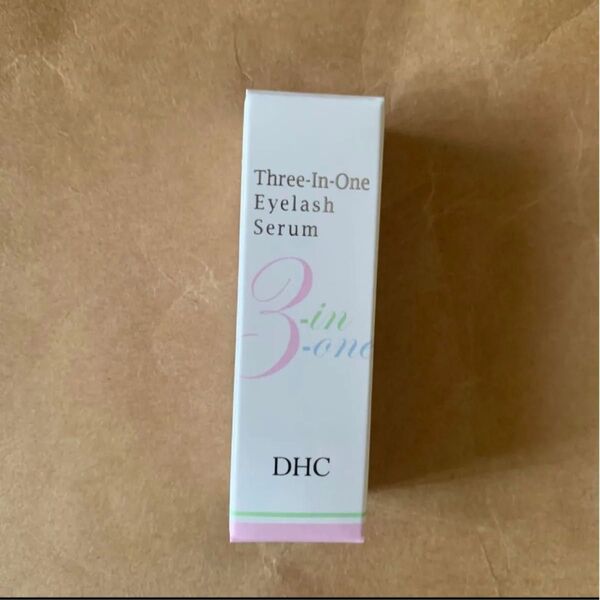 Three-In-One
Eyelash
Serum
3-in
-one
DHC